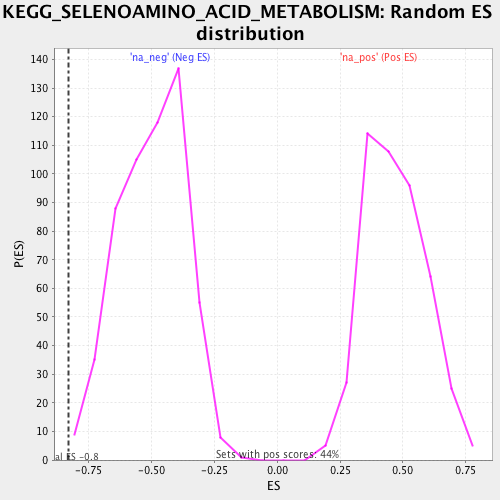 KEGG_SELENOAMINO_ACID_METABOLISM: Random ES
distribution
'na_neg' (Neg ES)
'na_pos' (Pos ES)
140
130
120
110
100
90
80
70
60
50
40
30
20
10
0
P(ES)
al ES -0.8
Sets with pos scores: 44%
-0.75
-0.50
-0.25
0.00
0.25
0.50
0.75
ES